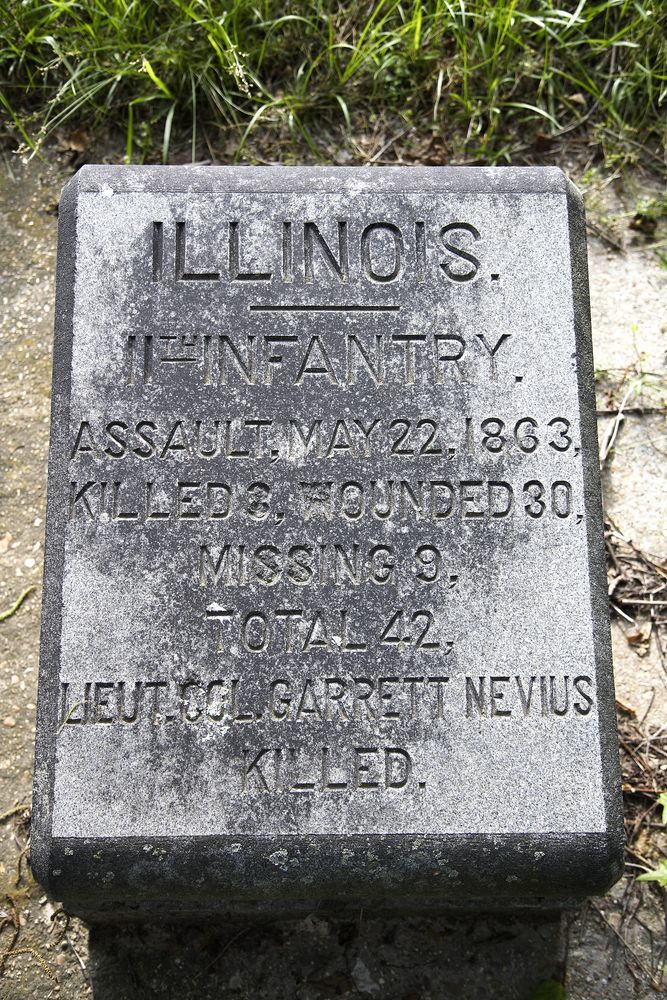 ILLINOIS.
11TH INFANTRY.
ASSAULT, MAY 22, 1863,
KILLED 3, WOUNDED 30,
MISSING 9,
TOTAL 42,
LIEUT. COL. GARRETT NEVIUS
KILLED.